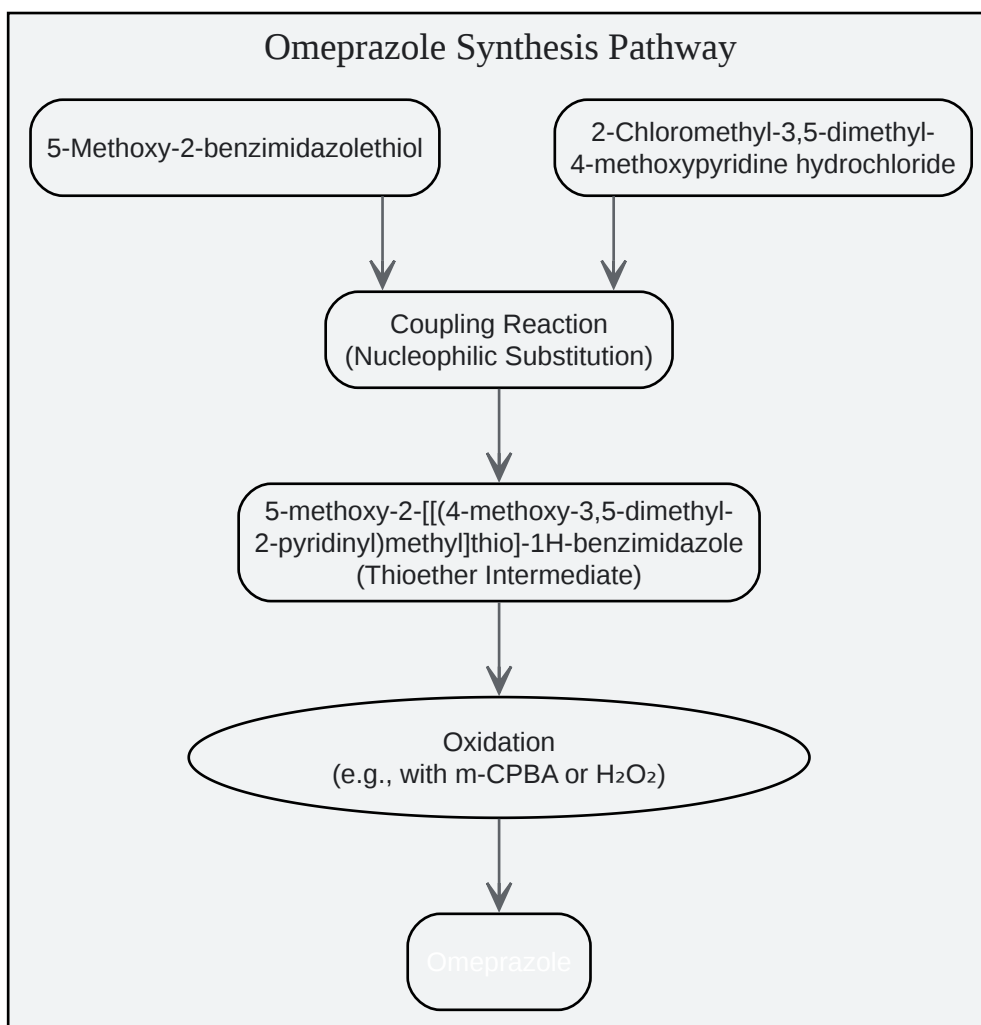 Omeprazole Synthesis Pathway
5-Methoxy-2-benzimidazolethiol
2-Chloromethyl-3,5-dimethyl-
4-methoxypyridine hydrochloride
Coupling Reaction
(Nucleophilic Substitution)
5-methoxy-2-[[(4-methoxy-3,5-dimethyl-
2-pyridinyl)methyl]thio]-1H-benzimidazole
(Thioether Intermediate)
Oxidation
(e.g., with m-CPBA or H₂O₂)
Omeprazole